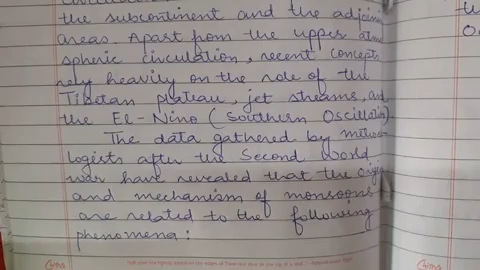 the subcontinent and the adjoin
areas. Apart from the upper atmo
spheric circulation, recent concepts
rely heavily on the role of the
Tibetan plateau, jet streams, and
the El-Nino (Southern Oscillation).
The data gathered by meteo
logists after the Second World
war have revealed that the origin
and mechanism of monsoons
are related to the following
phenomena: